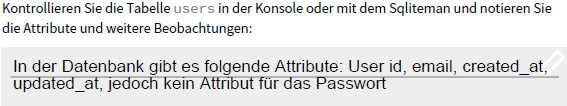 Kontrollieren Sie die Tabelle users in der Konsole oder mit dem Sqliteman und notieren Sie
die Attribute und weitere Beobachtungen:
In der Datenbank gibt es folgende Attribute: User id, email, created_at,
updated_at, jedoch kein Attribut für das Passwort